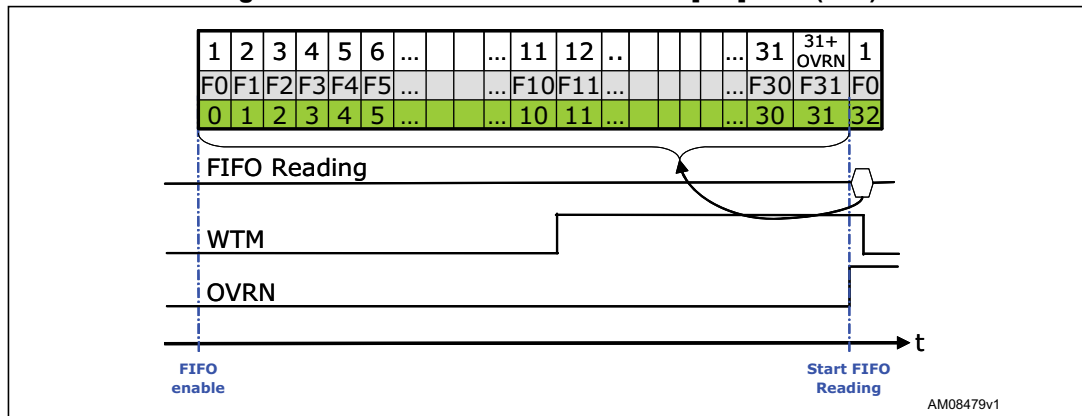 1 2 3 4 5 6 ... ... 11 12 .. ... 31 31+ OVRN 1
F0 F1 F2 F3 F4 F5 ... ... F10 F11 ... ... F30 F31 F0
0 1 2 3 4 5 ... ... 10 11 ... ... 30 31 32
FIFO Reading
WTM
OVRN
t
FIFO enable
Start FIFO Reading
AM08479v1